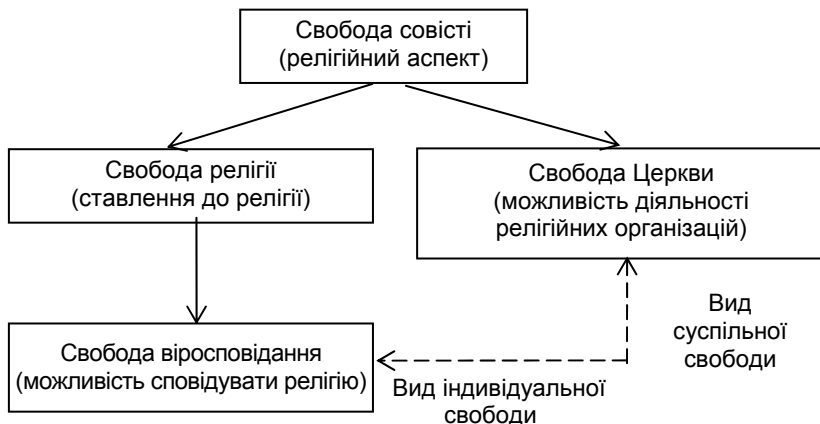 Свобода совісті
(релігійний аспект)
Свобода релігії
(ставлення до релігії)
Свобода Церкви
(можливість діяльності
релігійних організацій)
Свобода віросповідання
(можливість сповідувати релігію)
Вид
суспільної
свободи
Вид індивідуальної
свободи